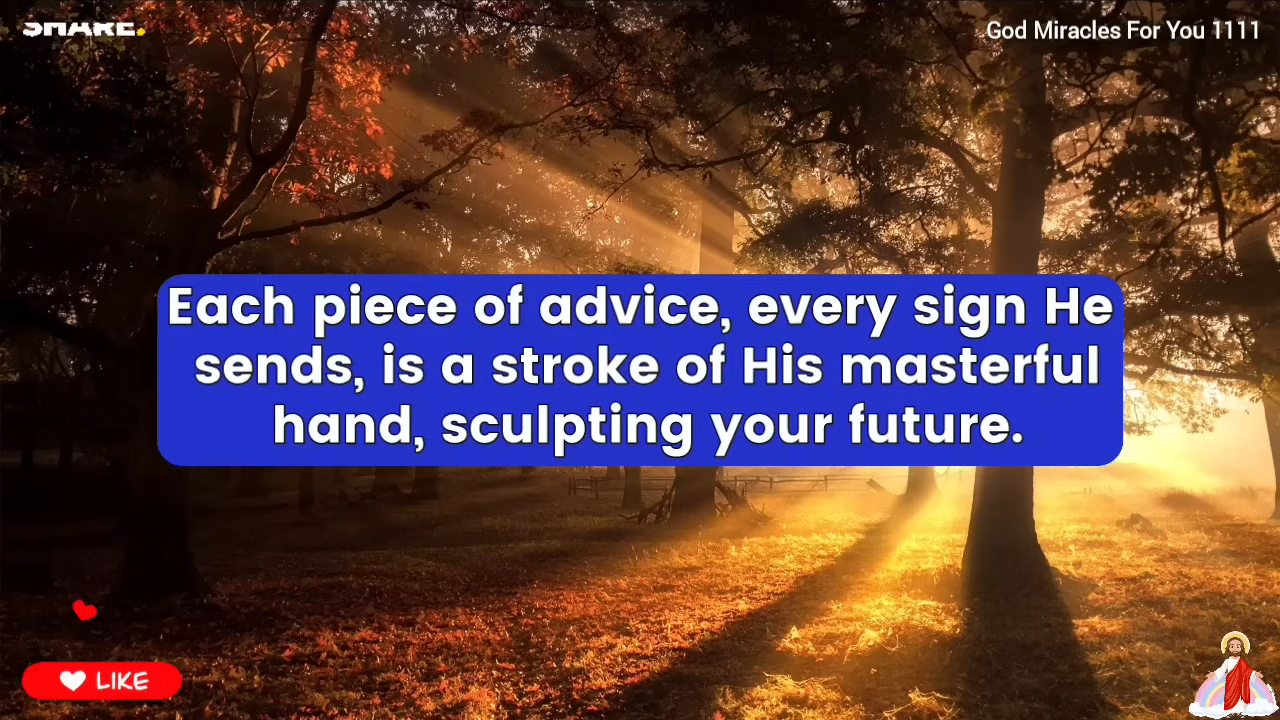 God Miracles For You 1111
Each piece of advice, every sign He
sends, is a stroke of His masterful
hand, sculpting your future.
LIKE